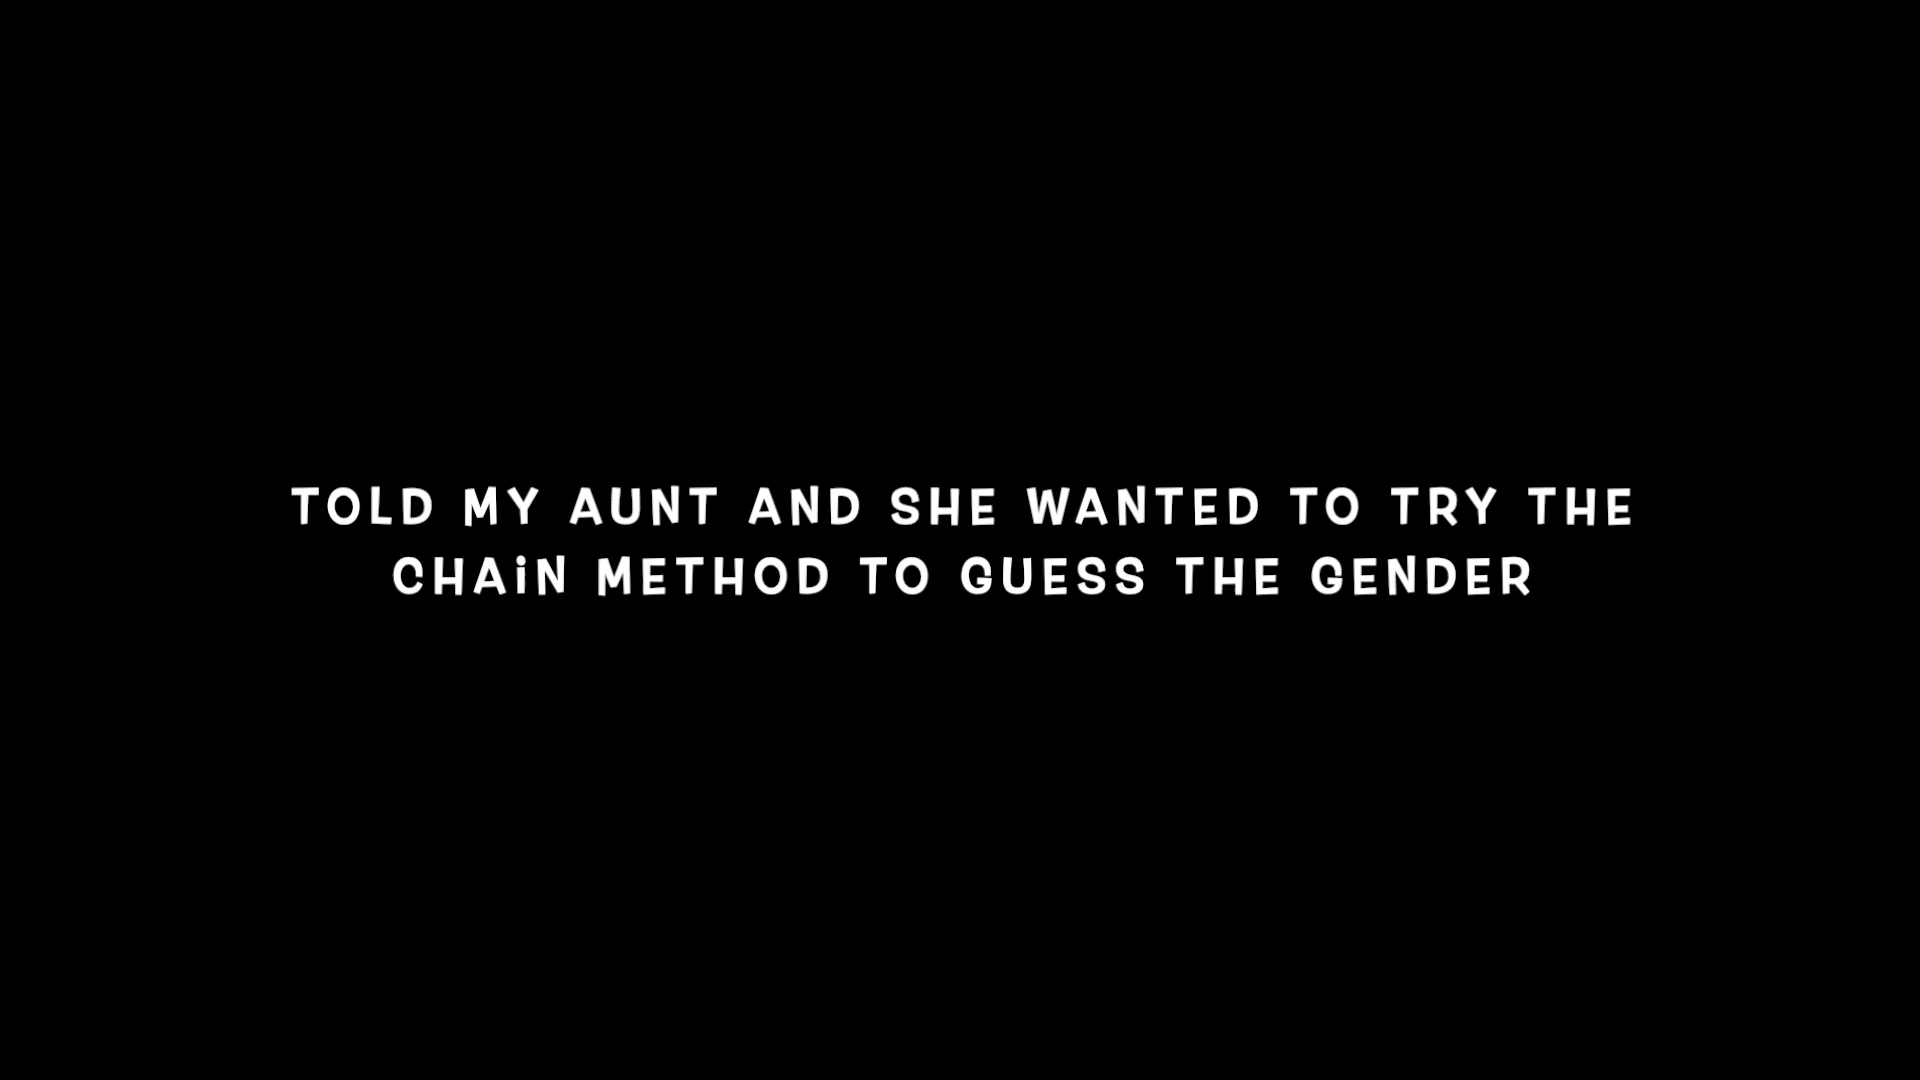 TOLD MY AUNT AND SHE WANTED TO TRY THE
CHAiN METHOD TO GUESS THE GENDER